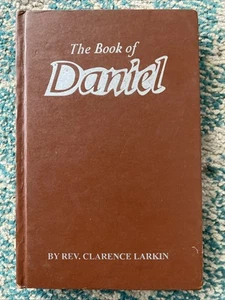 The Book of
Daniel
BY REV. CLARENCE LARKIN